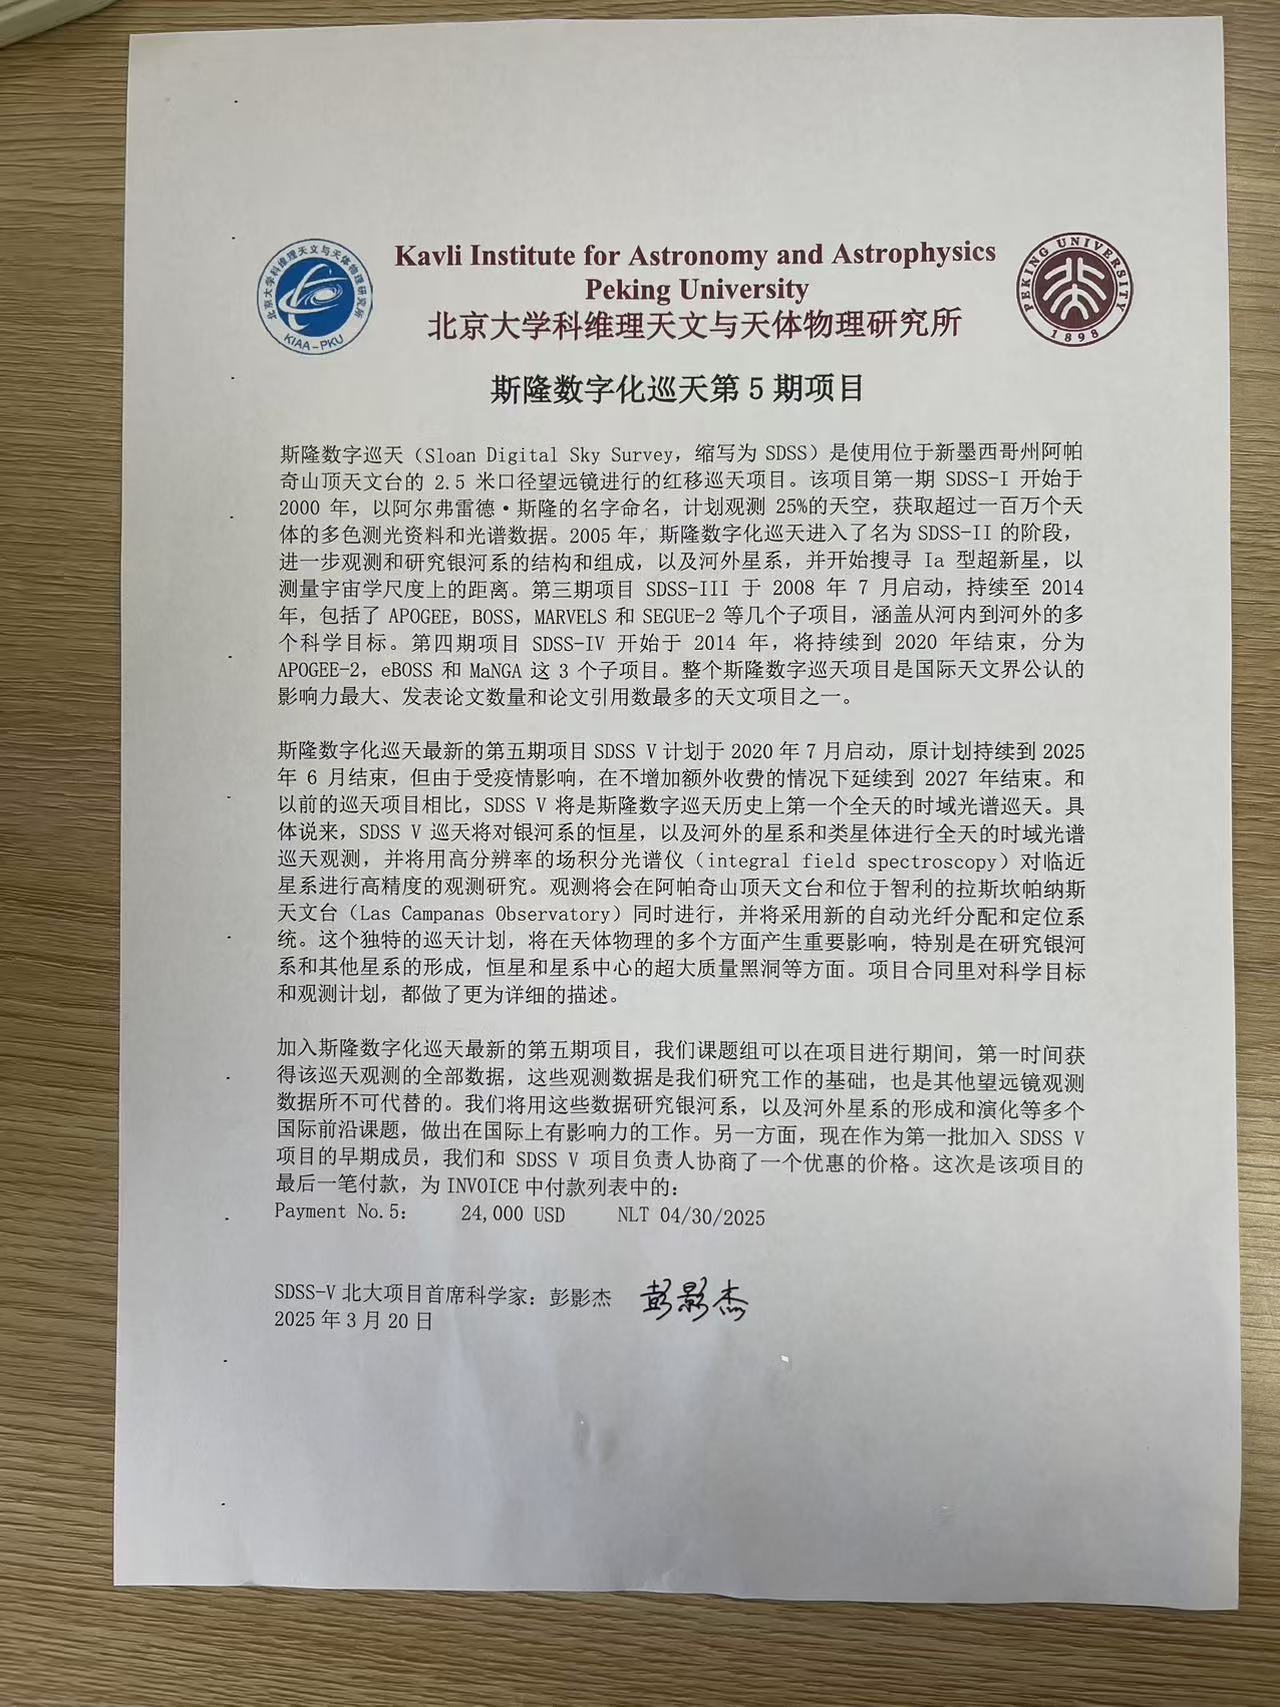 北京大学科维理天文与天体物理研究所
KIAA-PKU
Kavli Institute for Astronomy and Astrophysics
Peking University
北京大学科维理天文与天体物理研究所
PEKING UNIVERSITY
1898
斯隆数字化巡天第 5 期项目
斯隆数字巡天（Sloan Digital Sky Survey，缩写为 SDSS）是使用位于新墨西哥州阿帕
奇山顶天文台的 2.5 米口径望远镜进行的红移巡天项目。该项目第一期 SDSS-I 开始于
2000 年，以阿尔弗雷德·斯隆的名字命名，计划观测 25%的天空，获取超过一百万个天
体的多色测光资料和光谱数据。2005 年，斯隆数字化巡天进入了名为 SDSS-II 的阶段，
进一步观测和研究银河系的结构和组成，以及河外星系，并开始搜寻 Ia 型超新星，以
测量宇宙学尺度上的距离。第三期项目 SDSS-III 于 2008 年 7 月启动，持续至 2014
年，包括了 APOGEE，BOSS，MARVELS 和 SEGUE-2 等几个子项目，涵盖从河内到河外的多
个科学目标。第四期项目 SDSS-IV 开始于 2014 年，将持续到 2020 年结束，分为
APOGEE-2，eBOSS 和 MaNGA 这 3 个子项目。整个斯隆数字巡天项目是国际天文界公认的
影响力最大、发表论文数量和论文引用数最多的天文项目之一。
斯隆数字化巡天最新的第五期项目 SDSS V 计划于 2020 年 7 月启动，原计划持续到 2025
年 6 月结束，但由于受疫情影响，在不增加额外收费的情况下延续到 2027 年结束。和
以前的巡天项目相比，SDSS V 将是斯隆数字巡天历史上第一个全天的时域光谱巡天。具
体说来，SDSS V 巡天将对银河系的恒星，以及河外的星系和类星体进行全天的时域光谱
巡天观测，并将用高分辨率的场积分光谱仪（integral field spectroscopy）对临近
星系进行高精度的观测研究。观测将会在阿帕奇山顶天文台和位于智利的拉斯坎帕纳斯
天文台（Las Campanas Observatory）同时进行，并将采用新的自动光纤分配和定位系
统。这个独特的巡天计划，将在天体物理的多个方面产生重要影响，特别是在研究银河
系和其他星系的形成，恒星和星系中心的超大质量黑洞等方面。项目合同里对科学目标
和观测计划，都做了更为详细的描述。
加入斯隆数字化巡天最新的第五期项目，我们课题组可以在项目进行期间，第一时间获
得该巡天观测的全部数据，这些观测数据是我们研究工作的基础，也是其他望远镜观测
数据所不可代替的。我们将用这些数据研究银河系，以及河外星系的形成和演化等多个
国际前沿课题，做出在国际上有影响力的工作。另一方面，现在作为第一批加入 SDSS V
项目的早期成员，我们和 SDSS V 项目负责人协商了一个优惠的价格。这次是该项目的
最后一笔付款，为 INVOICE 中付款列表中的：
Payment No.5: 24,000 USD NLT 04/30/2025
SDSS-V 北大项目首席科学家：彭影杰 彭影杰
2025 年 3 月 20 日